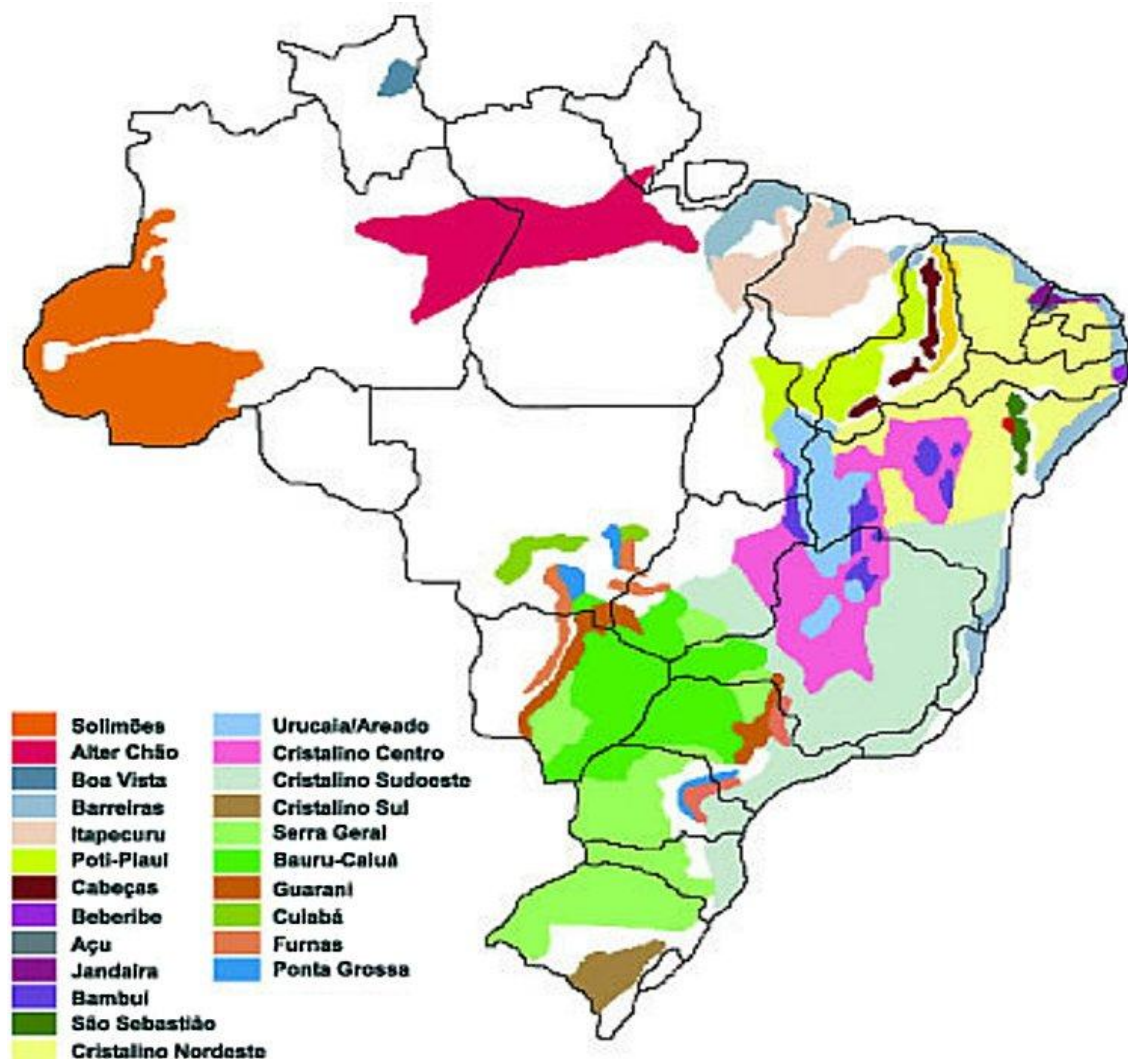 Solimões
Alter Chão
Boa Vista
Barreiras
Itapecuru
Poti-Piauí
Cabeças
Beberibe
Açu
Jandaíra
Bambuí
São Sebastião
Cristalino Nordeste
Urucaia/Areado
Cristalino Centro
Cristalino Sudoeste
Cristalino Sul
Serra Geral
Bauru-Caiuá
Guarani
Cuiabá
Furnas
Ponta Grossa